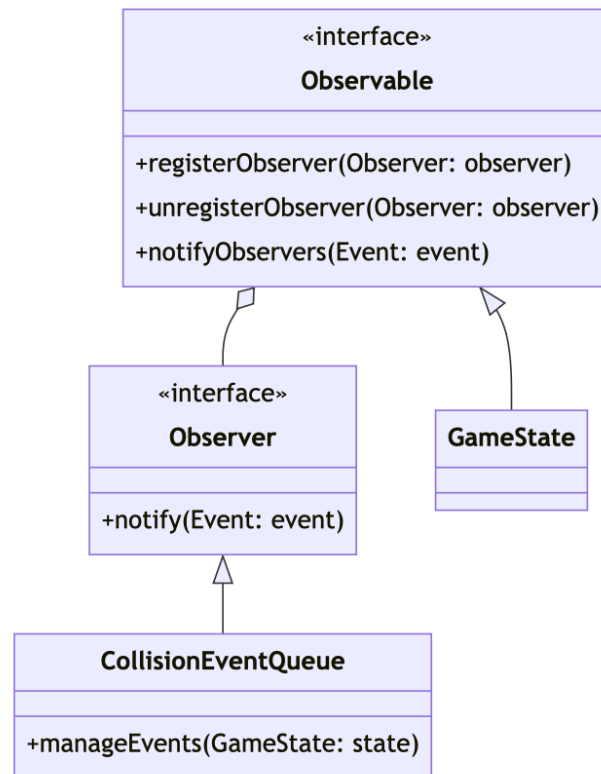 «interface»
Observable
+registerObserver(Observer: observer)
+unregisterObserver(Observer: observer)
+notifyObservers(Event: event)
«interface»
Observer
+notify(Event: event)
GameState
CollisionEventQueue
+manageEvents(GameState: state)